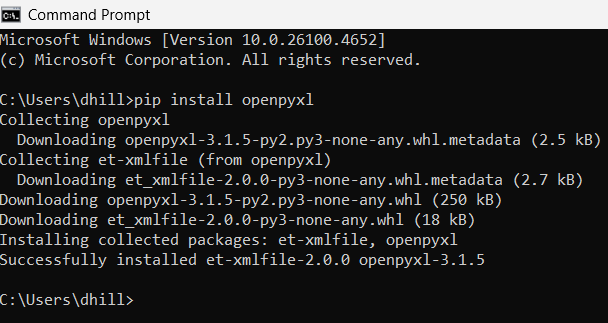 Command Prompt
Microsoft Windows [Version 10.0.26100.4652]
(c) Microsoft Corporation. All rights reserved.
C:\Users\dhill>pip install openpyxl
Collecting openpyxl
  Downloading openpyxl-3.1.5-py2.py3-none-any.whl.metadata (2.5 kB)
Collecting et-xmlfile (from openpyxl)
  Downloading et_xmlfile-2.0.0-py3-none-any.whl.metadata (2.7 kB)
Downloading openpyxl-3.1.5-py2.py3-none-any.whl (250 kB)
Downloading et_xmlfile-2.0.0-py3-none-any.whl (18 kB)
Installing collected packages: et-xmlfile, openpyxl
Successfully installed et-xmlfile-2.0.0 openpyxl-3.1.5
C:\Users\dhill>